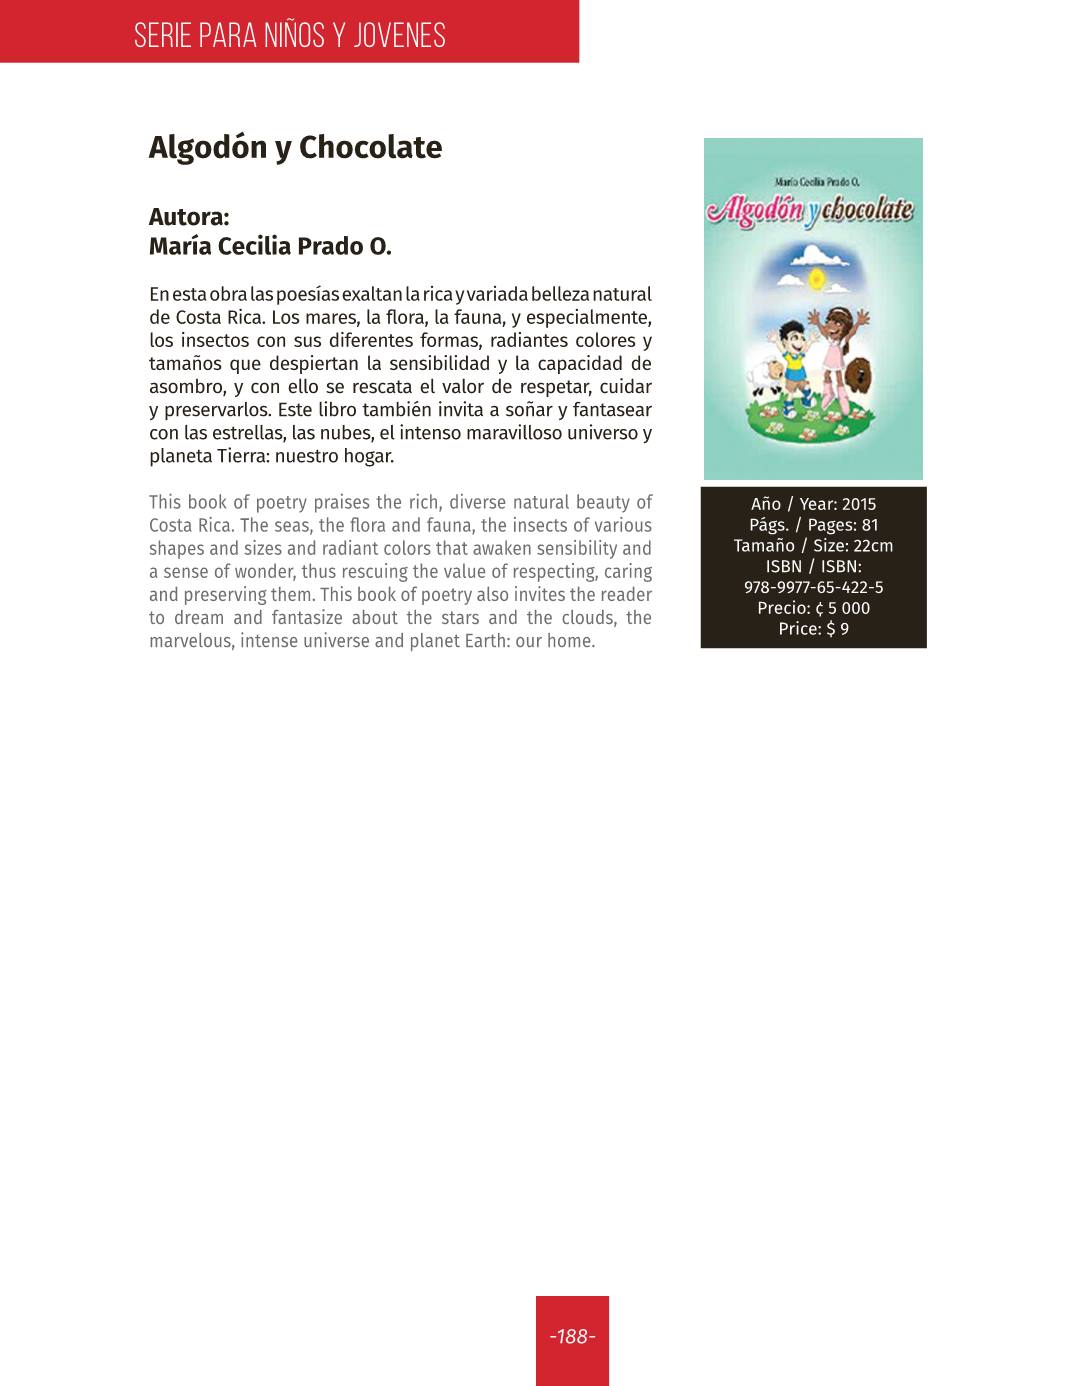 SERIE PARA NIÑOS Y JOVENES
Algodón y Chocolate
Autora:
María Cecilia Prado O.
En esta obra las poesías exaltan la rica y variada belleza natural
de Costa Rica. Los mares, la flora, la fauna, y especialmente,
los insectos con sus diferentes formas, radiantes colores y
tamaños que despiertan la sensibilidad y la capacidad de
asombro, y con ello se rescata el valor de respetar, cuidar
y preservarlos. Este libro también invita a soñar y fantasear
con las estrellas, las nubes, el intenso maravilloso universo y
planeta Tierra: nuestro hogar.
This book of poetry praises the rich, diverse natural beauty of
Costa Rica. The seas, the flora and fauna, the insects of various
shapes and sizes and radiant colors that awaken sensibility and
a sense of wonder, thus rescuing the value of respecting, caring
and preserving them. This book of poetry also invites the reader
to dream and fantasize about the stars and the clouds, the
marvelous, intense universe and planet Earth: our home.
María Cecilia Prado O.
Algodón y chocolate
Año / Year: 2015
Págs. / Pages: 81
Tamaño / Size: 22cm
ISBN / ISBN:
978-9977-65-422-5
Precio: ¢ 5 000
Price: $ 9
-188-